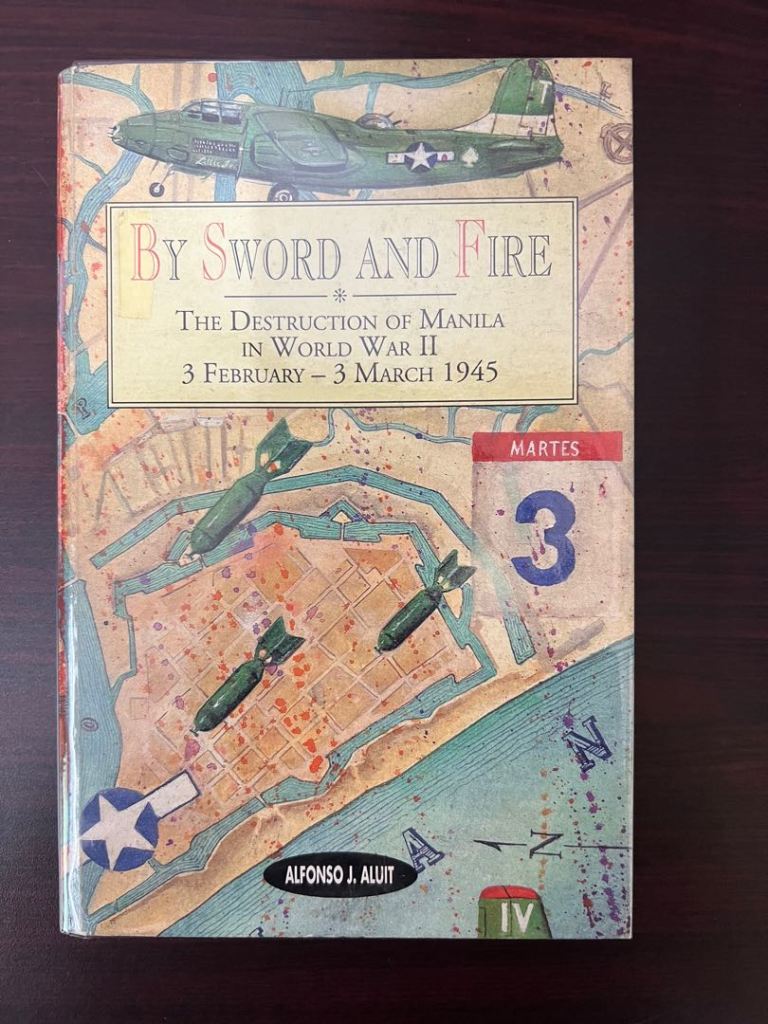 T
BY SWORD AND FIRE
THE DESTRUCTION OF MANILA
IN WORLD WAR II
3 FEBRUARY – 3 MARCH 1945
P
MARTES
3
N
A
N
ALFONSO J. ALUIT
IV